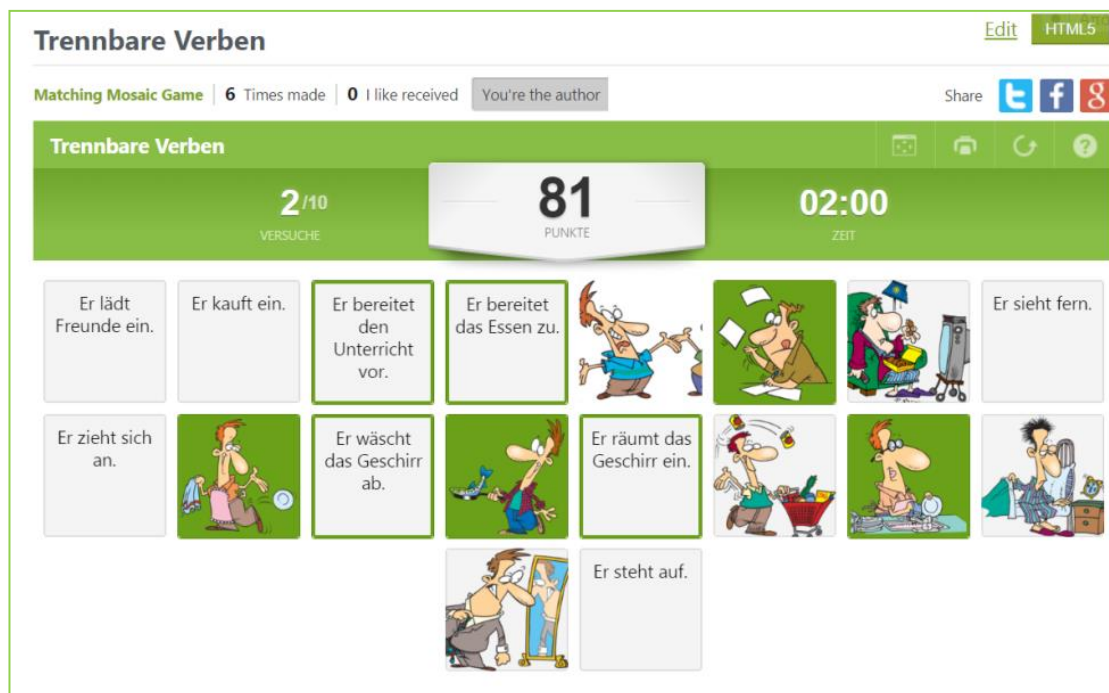 Trennbare Verben
Edit
HTML5
Matching Mosaic Game | 6 Times made | 0 I like received
You're the author
Share
Trennbare Verben
2/10
VERSUCHE
81
PUNKTE
02:00
ZEIT
Er lädt
Freunde ein.
Er kauft ein.
Er bereitet
den
Unterricht
vor.
Er bereitet
das Essen zu.
Er sieht fern.
Er zieht sich
an.
Er wäscht
das Geschirr
ab.
Er räumt das
Geschirr ein.
Er steht auf.